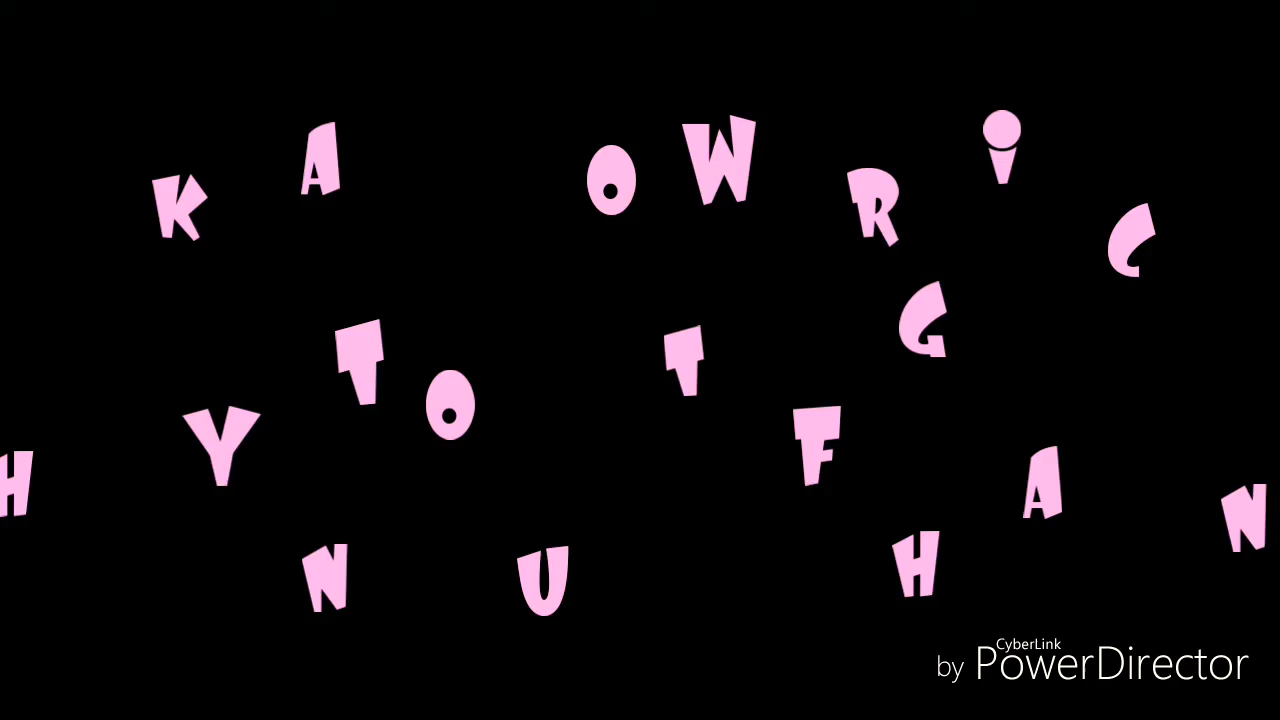 K A O W R i C
T O T G
H Y F A N
N U H
CyberLink
by PowerDirector